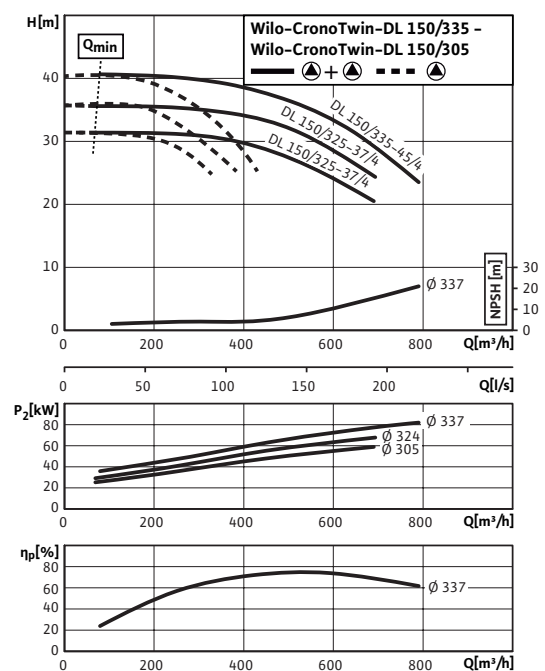 H[m]
Wilo-CronoTwin-DL 150/335 –
Wilo-CronoTwin-DL 150/305
+
Qmin
40
30
20
10
0
DL 150/335-45/4
DL 150/325-37/4
DL 150/325-37/4
Ø 337
NPSH [m]
30
20
10
0
200 400 600 800 Q[m³/h]
0 50 100 150 200 Q[l/s]
P₂[kW]
80
60
40
20
0
Ø 337
Ø 324
Ø 305
0 200 400 600 800 Q[m³/h]
ηp[%]
80
60
40
20
0
Ø 337
0 200 400 600 800 Q[m³/h]